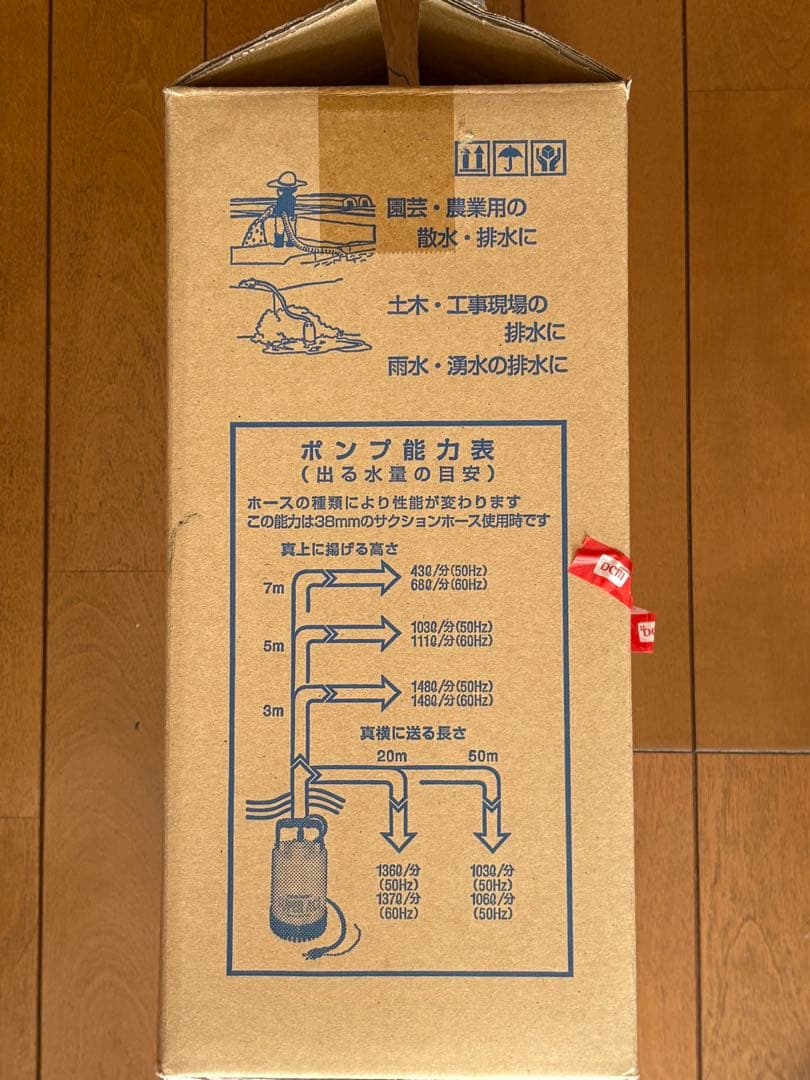 園芸・農業用の
散水・排水に
土木・工事現場の
排水に
雨水・湧水の排水に
ポンプ能力表
（出る水量の目安）
ホースの種類により性能が変わります
この能力は38mmのサクションホース使用時です
真上に揚げる高さ
7m
43ℓ/分(50Hz)
68ℓ/分(60Hz)
5m
103ℓ/分(50Hz)
111ℓ/分(60Hz)
3m
148ℓ/分(50Hz)
148ℓ/分(60Hz)
真横に送る長さ
20m
50m
136ℓ/分
(50Hz)
137ℓ/分
(60Hz)
103ℓ/分
(50Hz)
106ℓ/分
(50Hz)
DCM